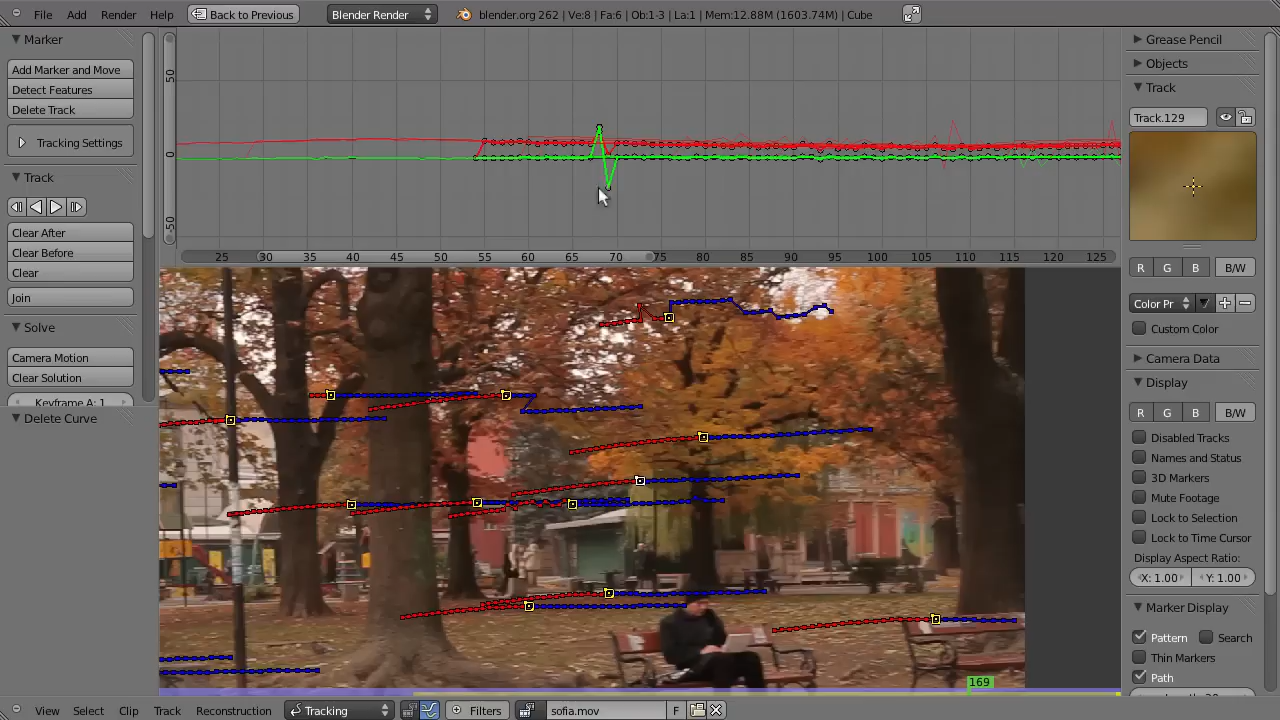 File Add Render Help Back to Previous Blender Render blender.org 262 | Ve:8 | Fa:6 | Ob:1-3 | La:1 | Mem:12.88M (1603.74M) | Cube
Marker
Add Marker and Move
Detect Features
Delete Track
Tracking Settings
Track
Clear After
Clear Before
Clear
Join
Solve
Camera Motion
Clear Solution
Keyframe A: 1
Delete Curve
50
0
-50
25 30 35 40 45 50 55 60 65 70 75 80 85 90 95 100 105 110 115 120 125
169
Grease Pencil
Objects
Track
Track.129
R G B B/W
Color Pr
Custom Color
Camera Data
Display
R G B B/W
Disabled Tracks
Names and Status
3D Markers
Mute Footage
Lock to Selection
Lock to Time Cursor
Display Aspect Ratio:
X: 1.00 Y: 1.00
Marker Display
Pattern Search
Thin Markers
Path
View Select Clip Track Reconstruction Tracking Filters sofia.mov F